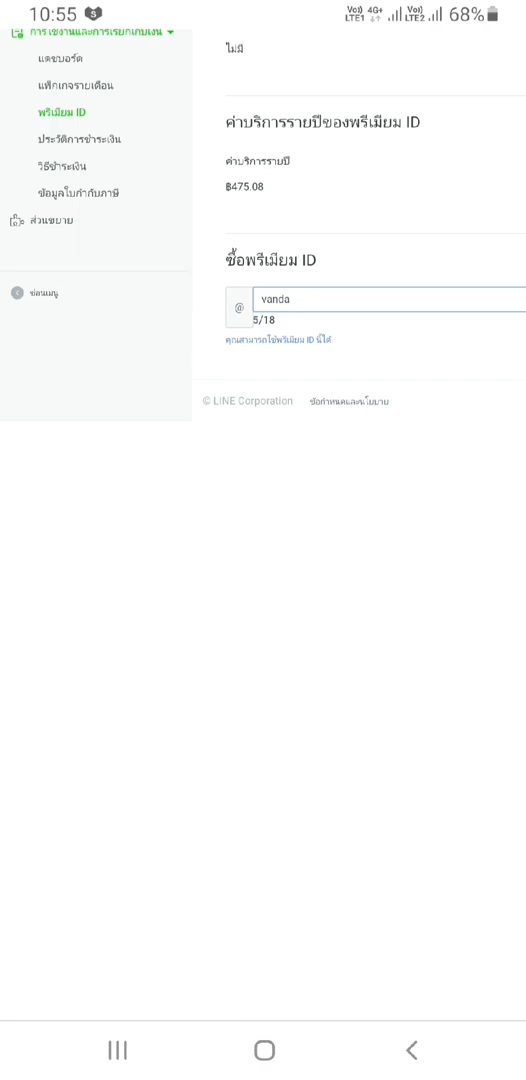 10:55 S Vo)) LTE1 4G+ Vo)) LTE2 68%
การใช้งานและการเรียกเก็บเงิน
แดชบอร์ด
แพ็กเกจรายเดือน
พรีเมียม ID
ประวัติการชำระเงิน
วิธีชำระเงิน
ข้อมูลใบกำกับภาษี
ส่วนขยาย
ซ่อนเมนู
ไม่มี
ค่าบริการรายปีของพรีเมียม ID
ค่าบริการรายปี
฿475.08
ซื้อพรีเมียม ID
@ vanda
5/18
คุณสามารถใช้พรีเมียม ID นี้ได้
© LINE Corporation ข้อกำหนดและนโยบาย